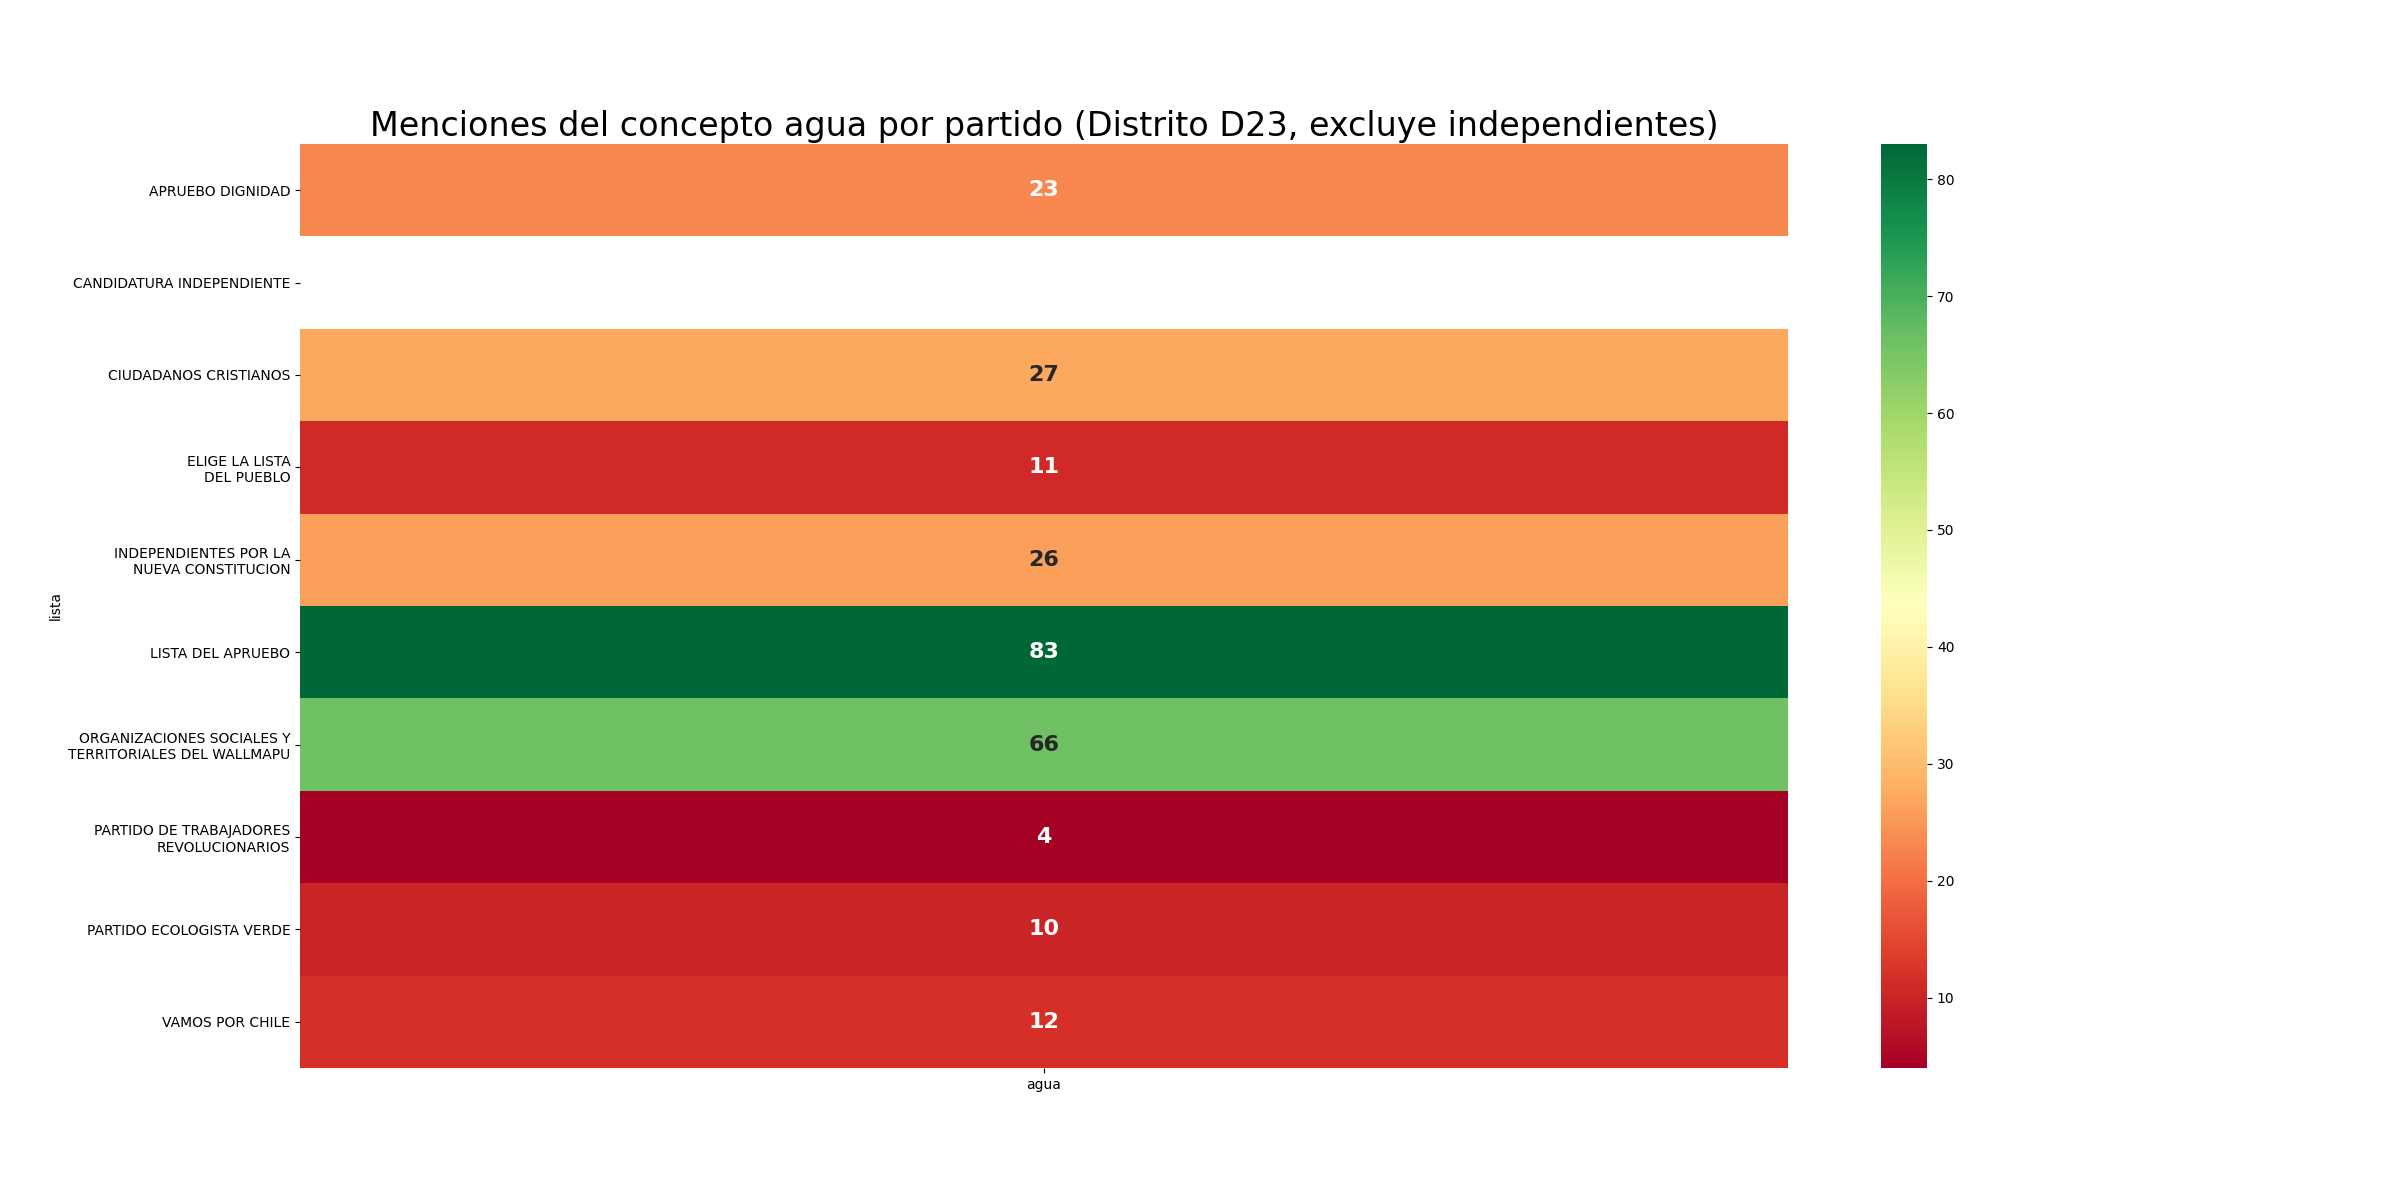 Menciones del concepto agua por partido (Distrito D23, excluye independientes)
APRUEBO DIGNIDAD
23
CANDIDATURA INDEPENDIENTE
CIUDADANOS CRISTIANOS
27
ELIGE LA LISTA
DEL PUEBLO
11
INDEPENDIENTES POR LA
NUEVA CONSTITUCION
26
lista
LISTA DEL APRUEBO
83
ORGANIZACIONES SOCIALES Y
TERRITORIALES DEL WALLMAPU
66
PARTIDO DE TRABAJADORES
REVOLUCIONARIOS
4
PARTIDO ECOLOGISTA VERDE
10
VAMOS POR CHILE
12
agua
80
70
60
50
40
30
20
10